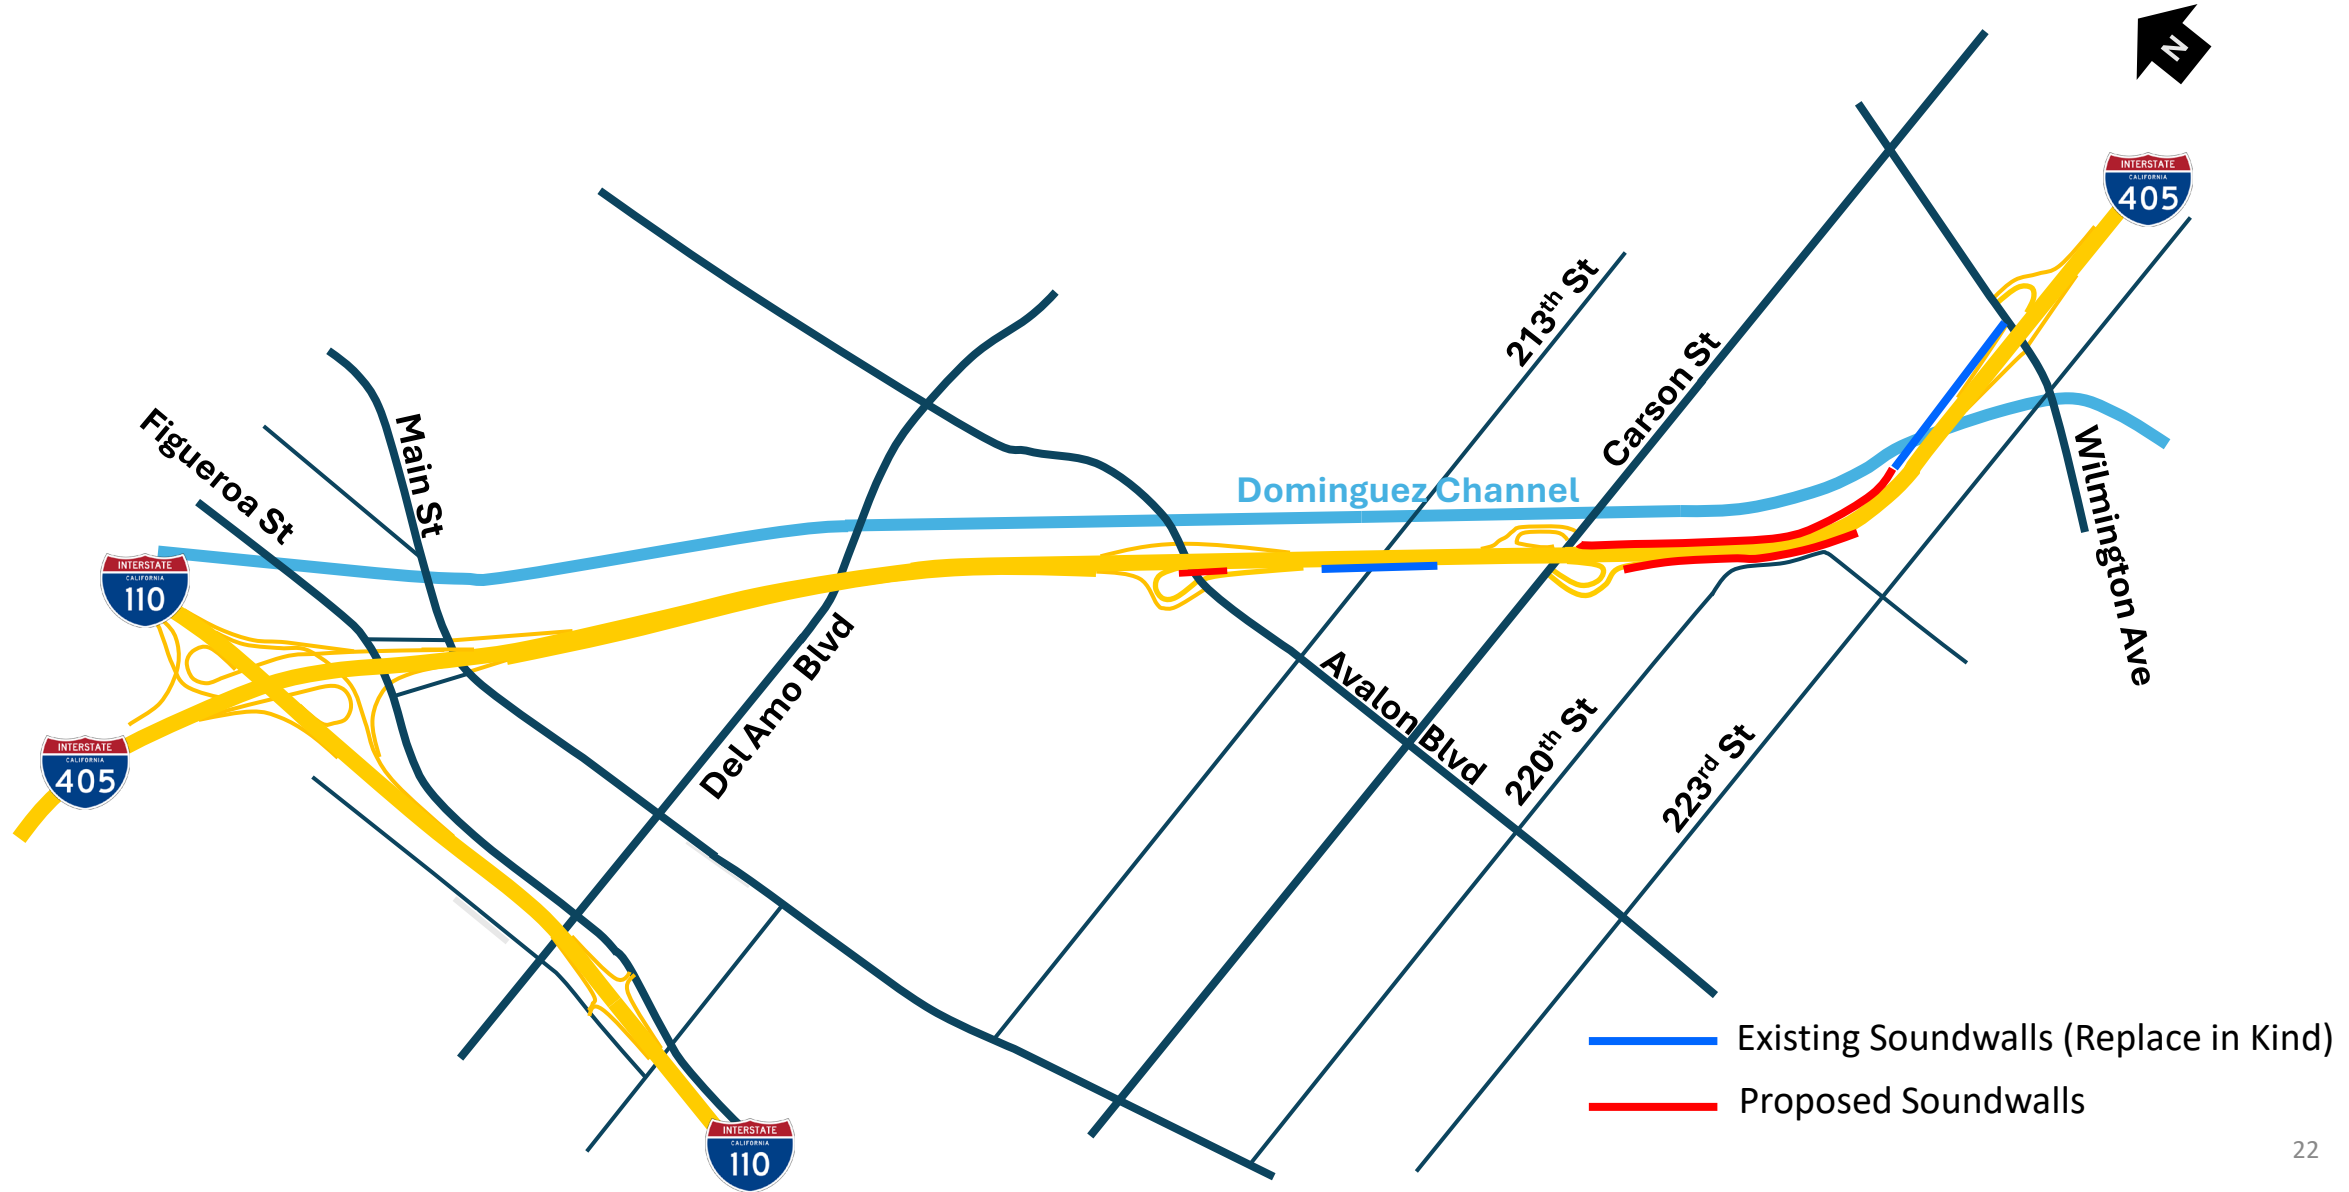 N
INTERSTATE
CALIFORNIA
405
213th St
Carson St
Main St
Figueroa St
Dominguez Channel
Wilmington Ave
INTERSTATE
CALIFORNIA
110
Del Amo Blvd
Avalon Blvd
220th St
223rd St
INTERSTATE
CALIFORNIA
405
Existing Soundwalls (Replace in Kind)
Proposed Soundwalls
INTERSTATE
CALIFORNIA
110
22